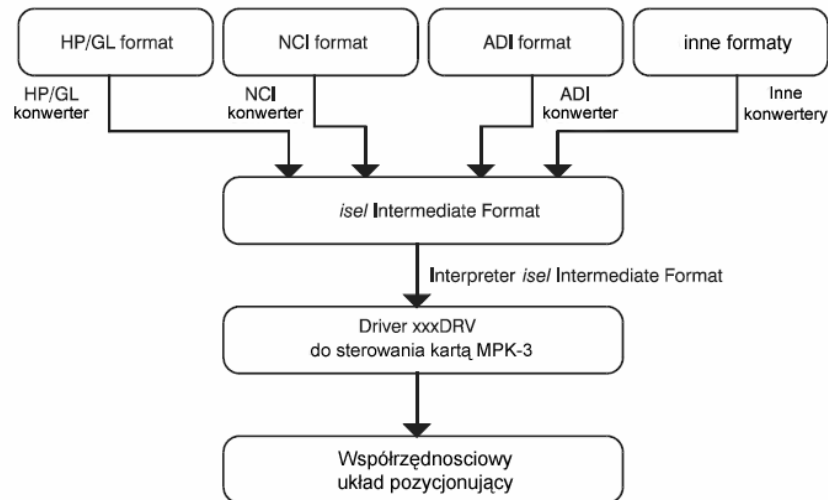 HP/GL format
NCI format
ADI format
inne formaty
HP/GL
konwerter
NCI
konwerter
ADI
konwerter
Inne
konwertery
isel Intermediate Format
Interpreter isel Intermediate Format
Driver xxxDRV
do sterowania kartą MPK-3
Współrzędnosciowy
układ pozycjonujący